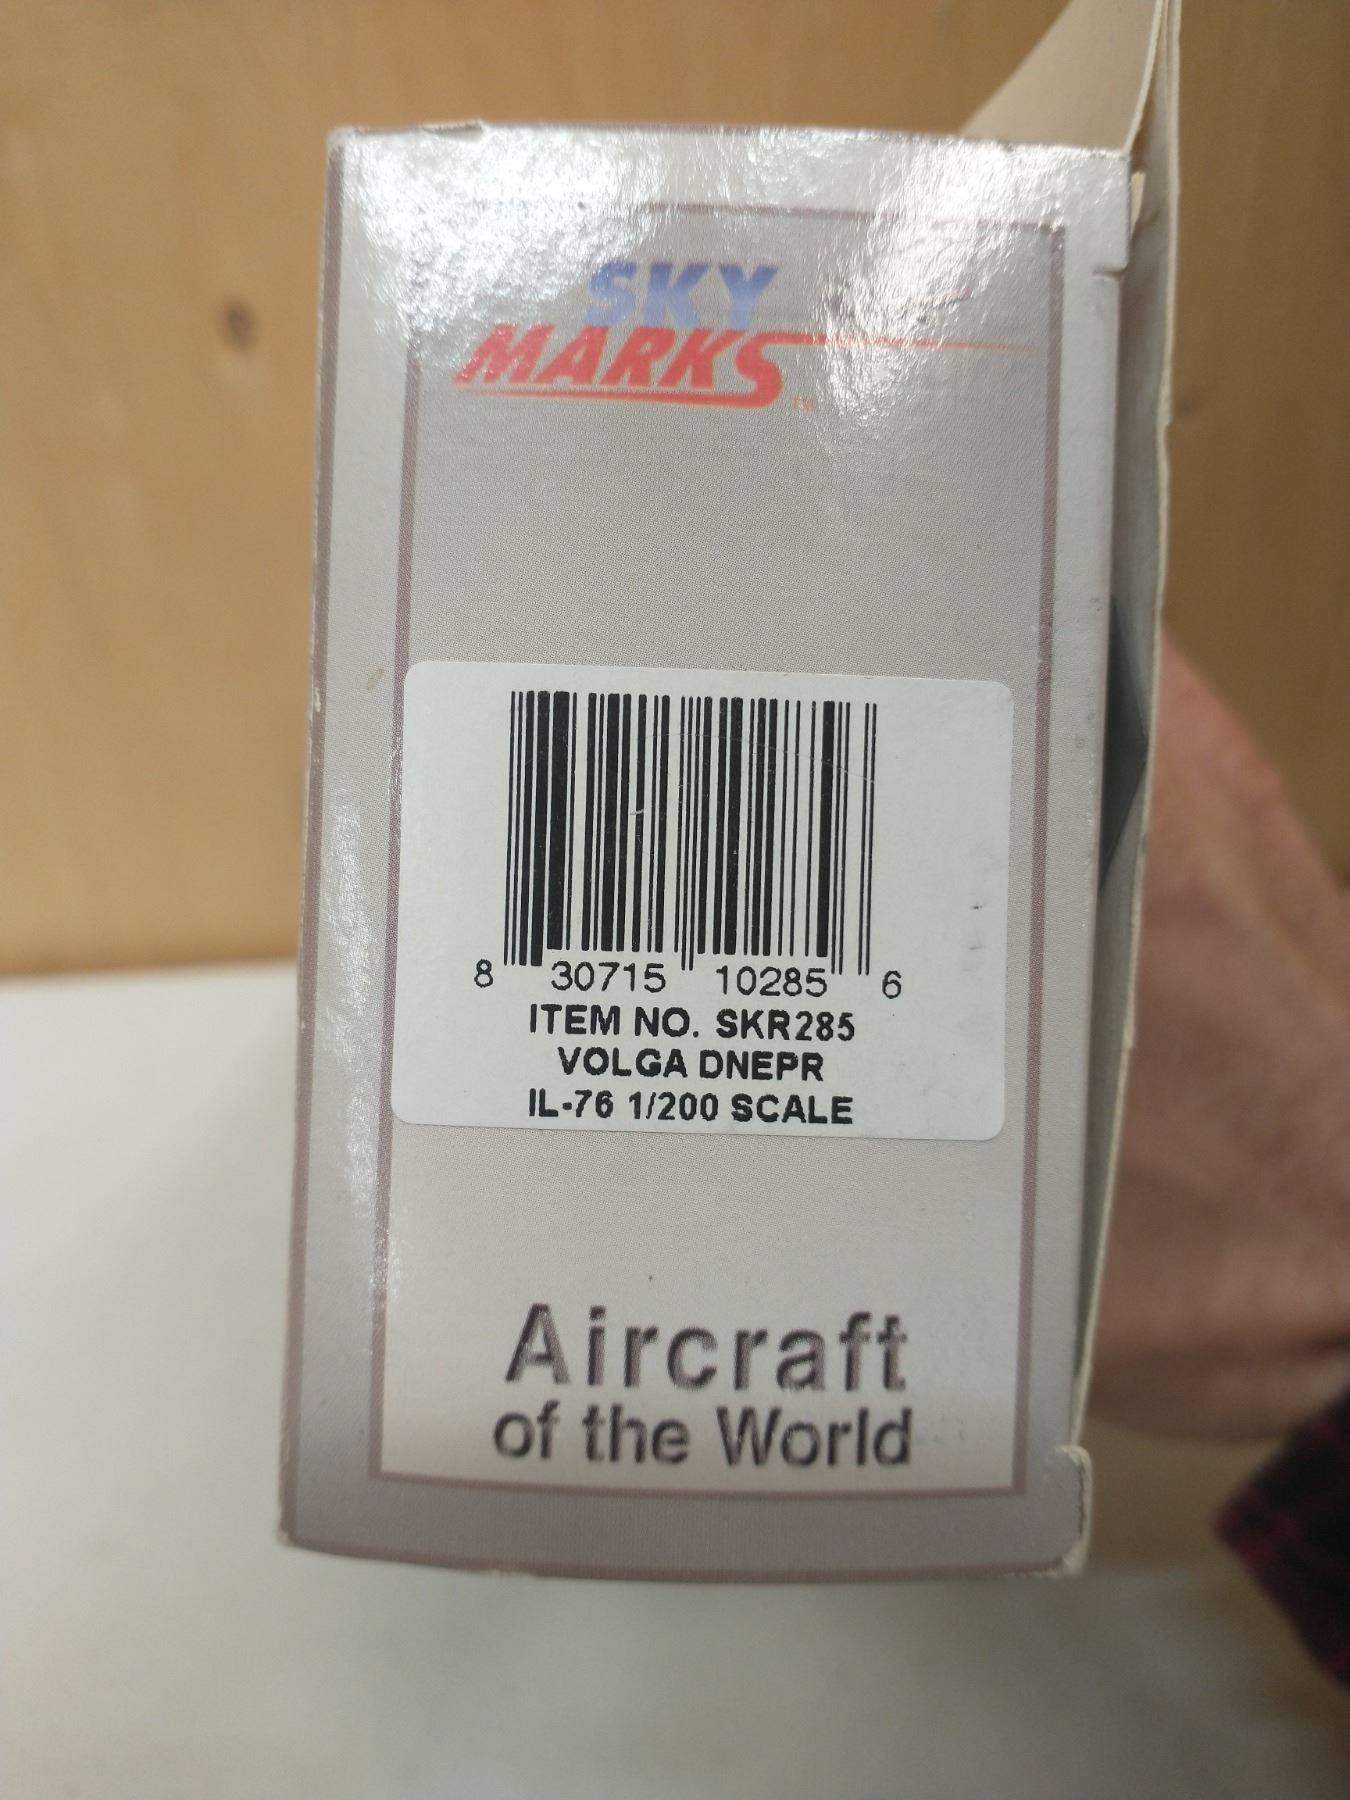 SKY
MARKS
TM
8 30715 10285 6
ITEM NO. SKR285
VOLGA DNEPR
IL-76 1/200 SCALE
Aircraft
of the World